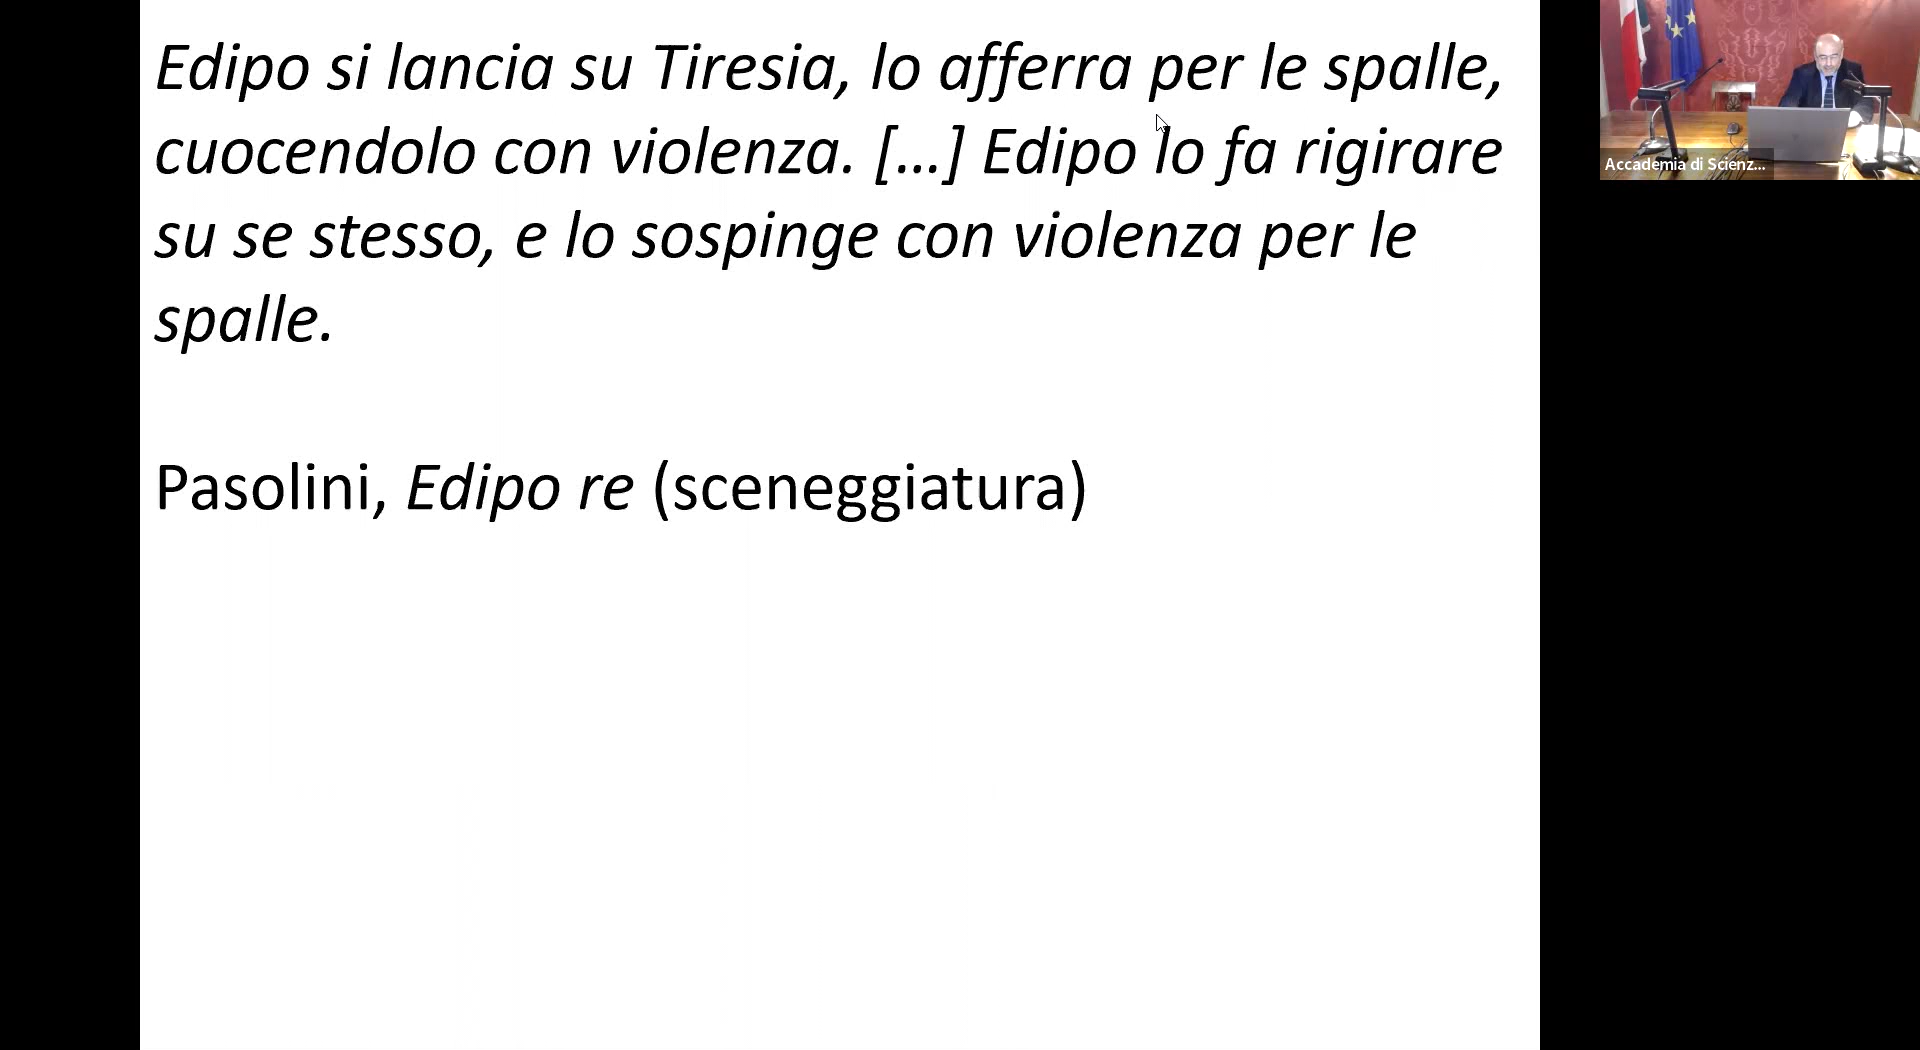 Edipo si lancia su Tiresia, lo afferra per le spalle,
cuocendolo con violenza. […] Edipo lo fa rigirare
su se stesso, e lo sospinge con violenza per le
spalle.
Pasolini, Edipo re (sceneggiatura)
Accademia di Scienz...